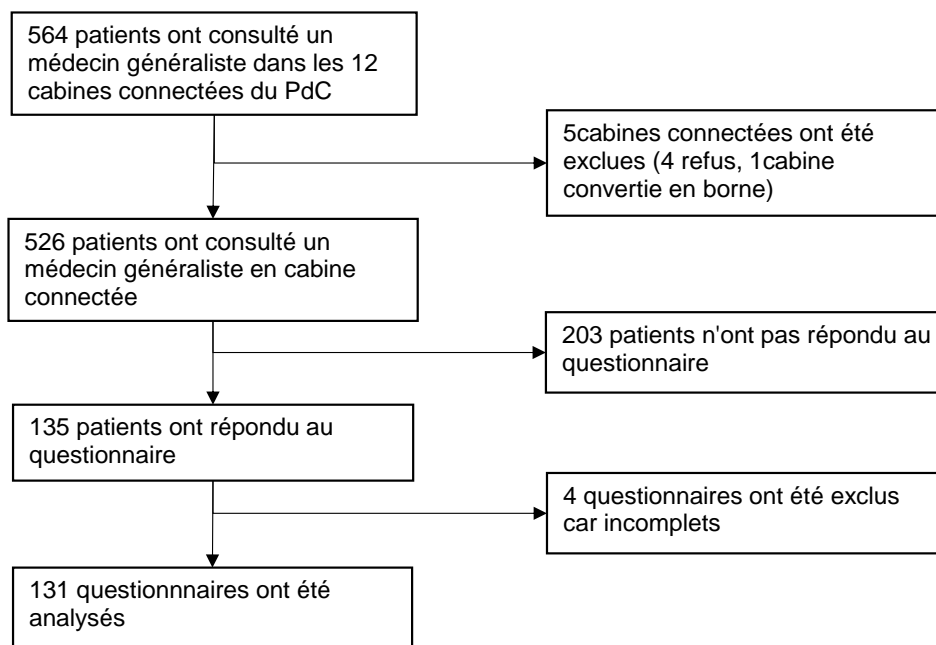 564 patients ont consulté un
médecin généraliste dans les 12
cabines connectées du PdC
5cabines connectées ont été
exclues (4 refus, 1cabine
convertie en borne)
526 patients ont consulté un
médecin généraliste en cabine
connectée
203 patients n'ont pas répondu au
questionnaire
135 patients ont répondu au
questionnaire
4 questionnaires ont été exclus
car incomplets
131 questionnnaires ont été
analysés